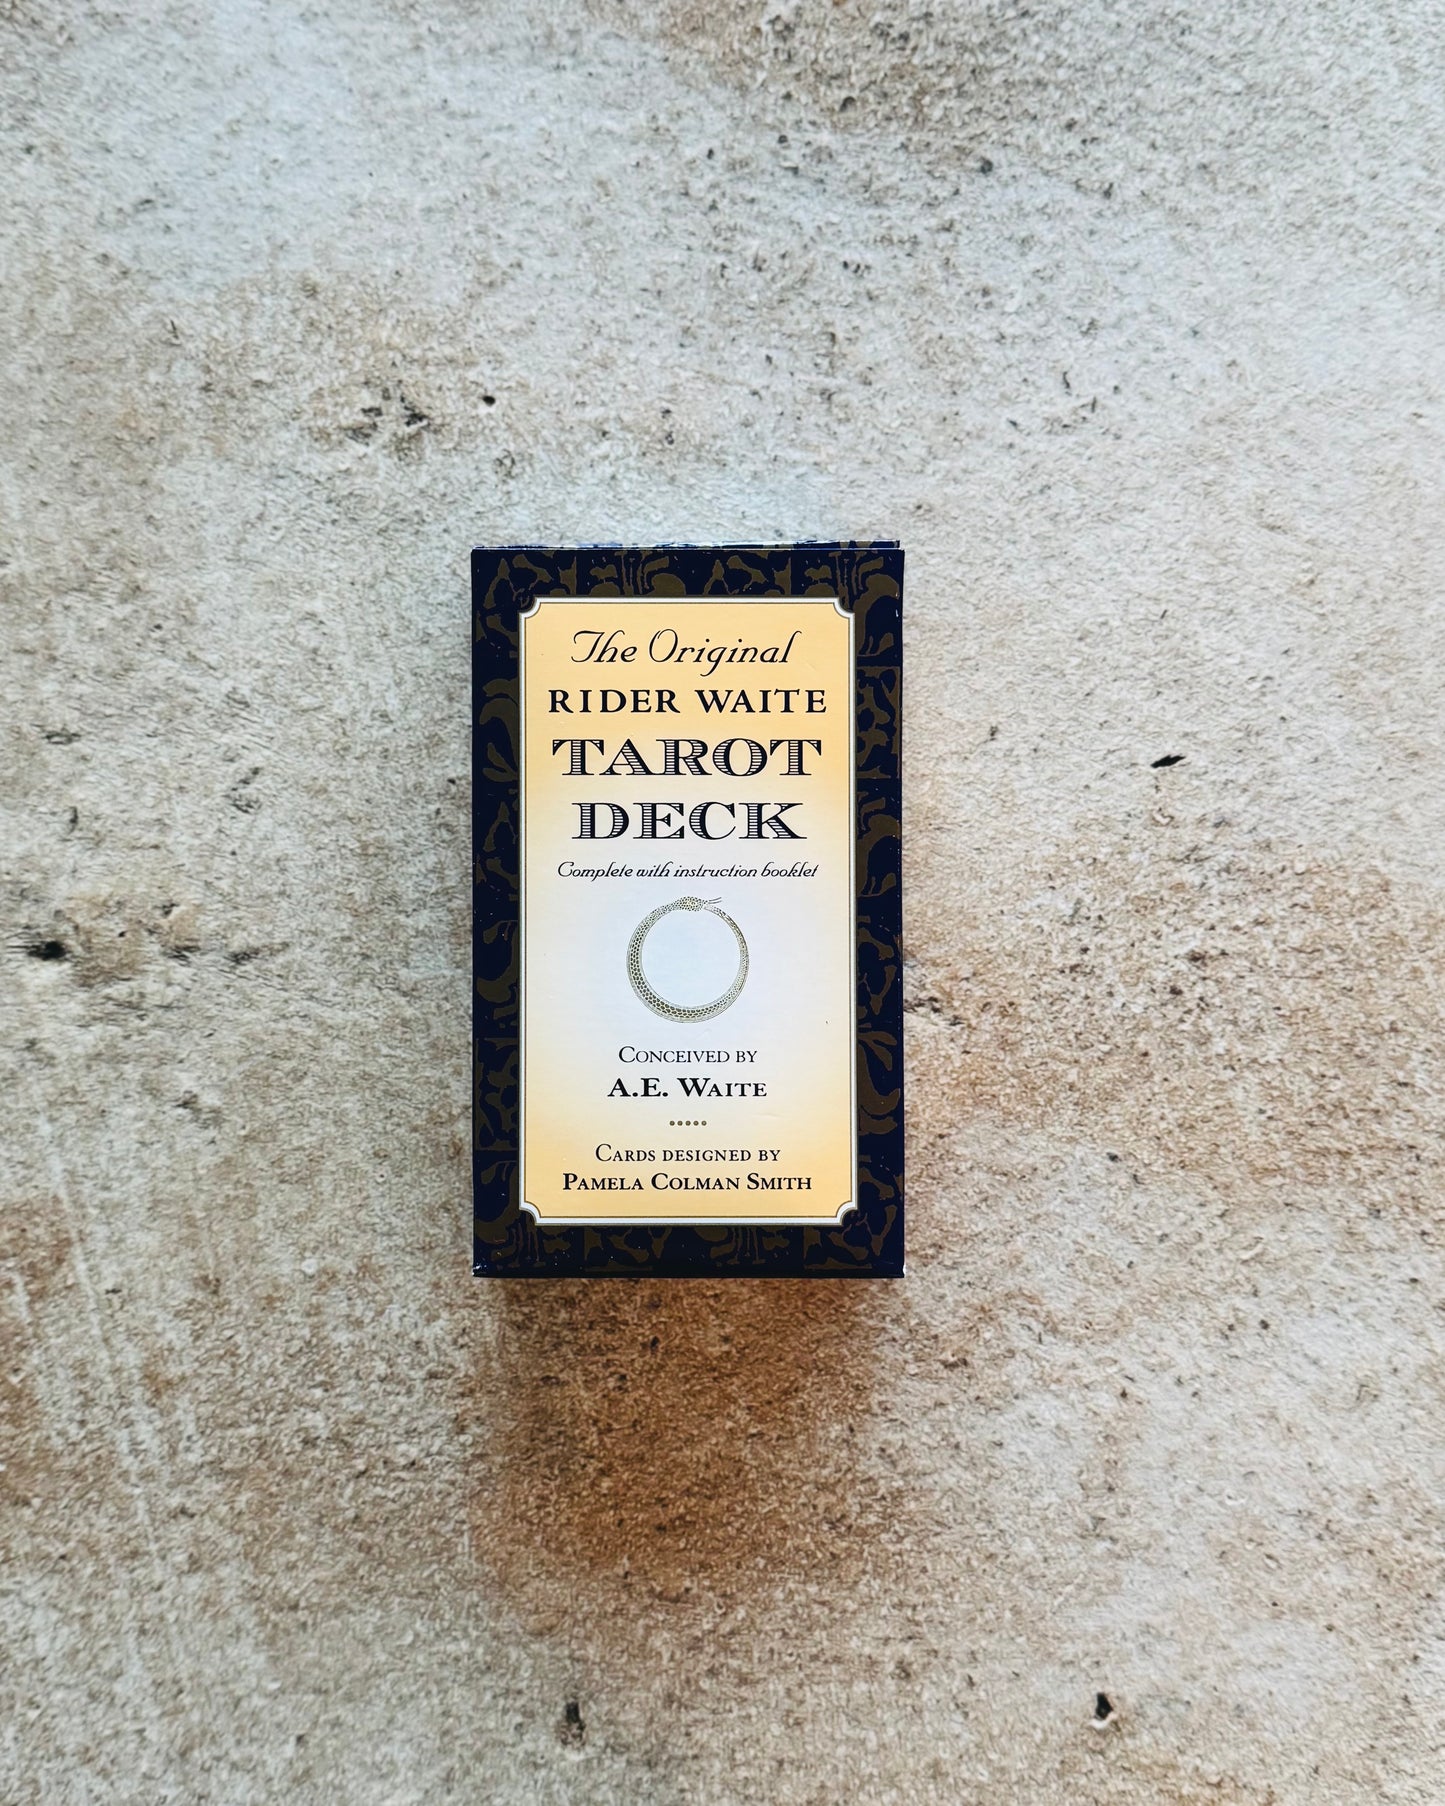 The Original
RIDER WAITE
TAROT
DECK
Complete with instruction booklet
CONCEIVED BY
A.E. WAITE
CARDS DESIGNED BY
PAMELA COLMAN SMITH